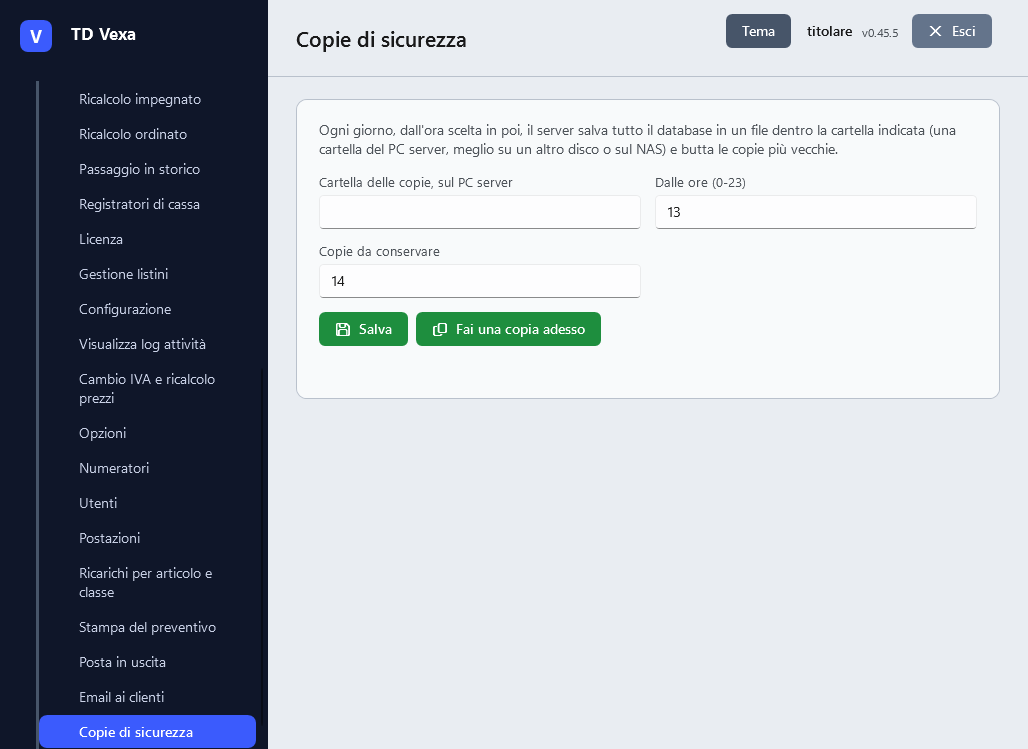 V
TD Vexa
Ricalcolo impegnato
Ricalcolo ordinato
Passaggio in storico
Registratori di cassa
Licenza
Gestione listini
Configurazione
Visualizza log attività
Cambio IVA e ricalcolo
prezzi
Opzioni
Numeratori
Utenti
Postazioni
Ricarichi per articolo e
classe
Stampa del preventivo
Posta in uscita
Email ai clienti
Copie di sicurezza
Copie di sicurezza
Tema
titolare v0.45.5
Esci
Ogni giorno, dall'ora scelta in poi, il server salva tutto il database in un file dentro la cartella indicata (una
cartella del PC server, meglio su un altro disco o sul NAS) e butta le copie più vecchie.
Cartella delle copie, sul PC server
Dalle ore (0-23)
13
Copie da conservare
14
Salva
Fai una copia adesso